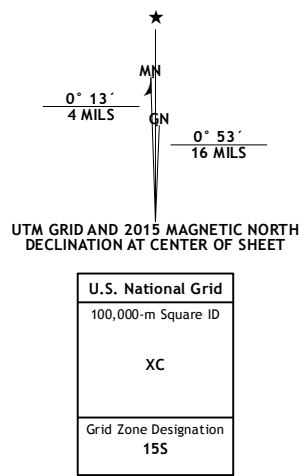 ★
MN
0° 13´
4 MILS
GN
0° 53´
16 MILS
UTM GRID AND 2015 MAGNETIC NORTH
DECLINATION AT CENTER OF SHEET
U.S. National Grid
100,000-m Square ID
XC
Grid Zone Designation
15S